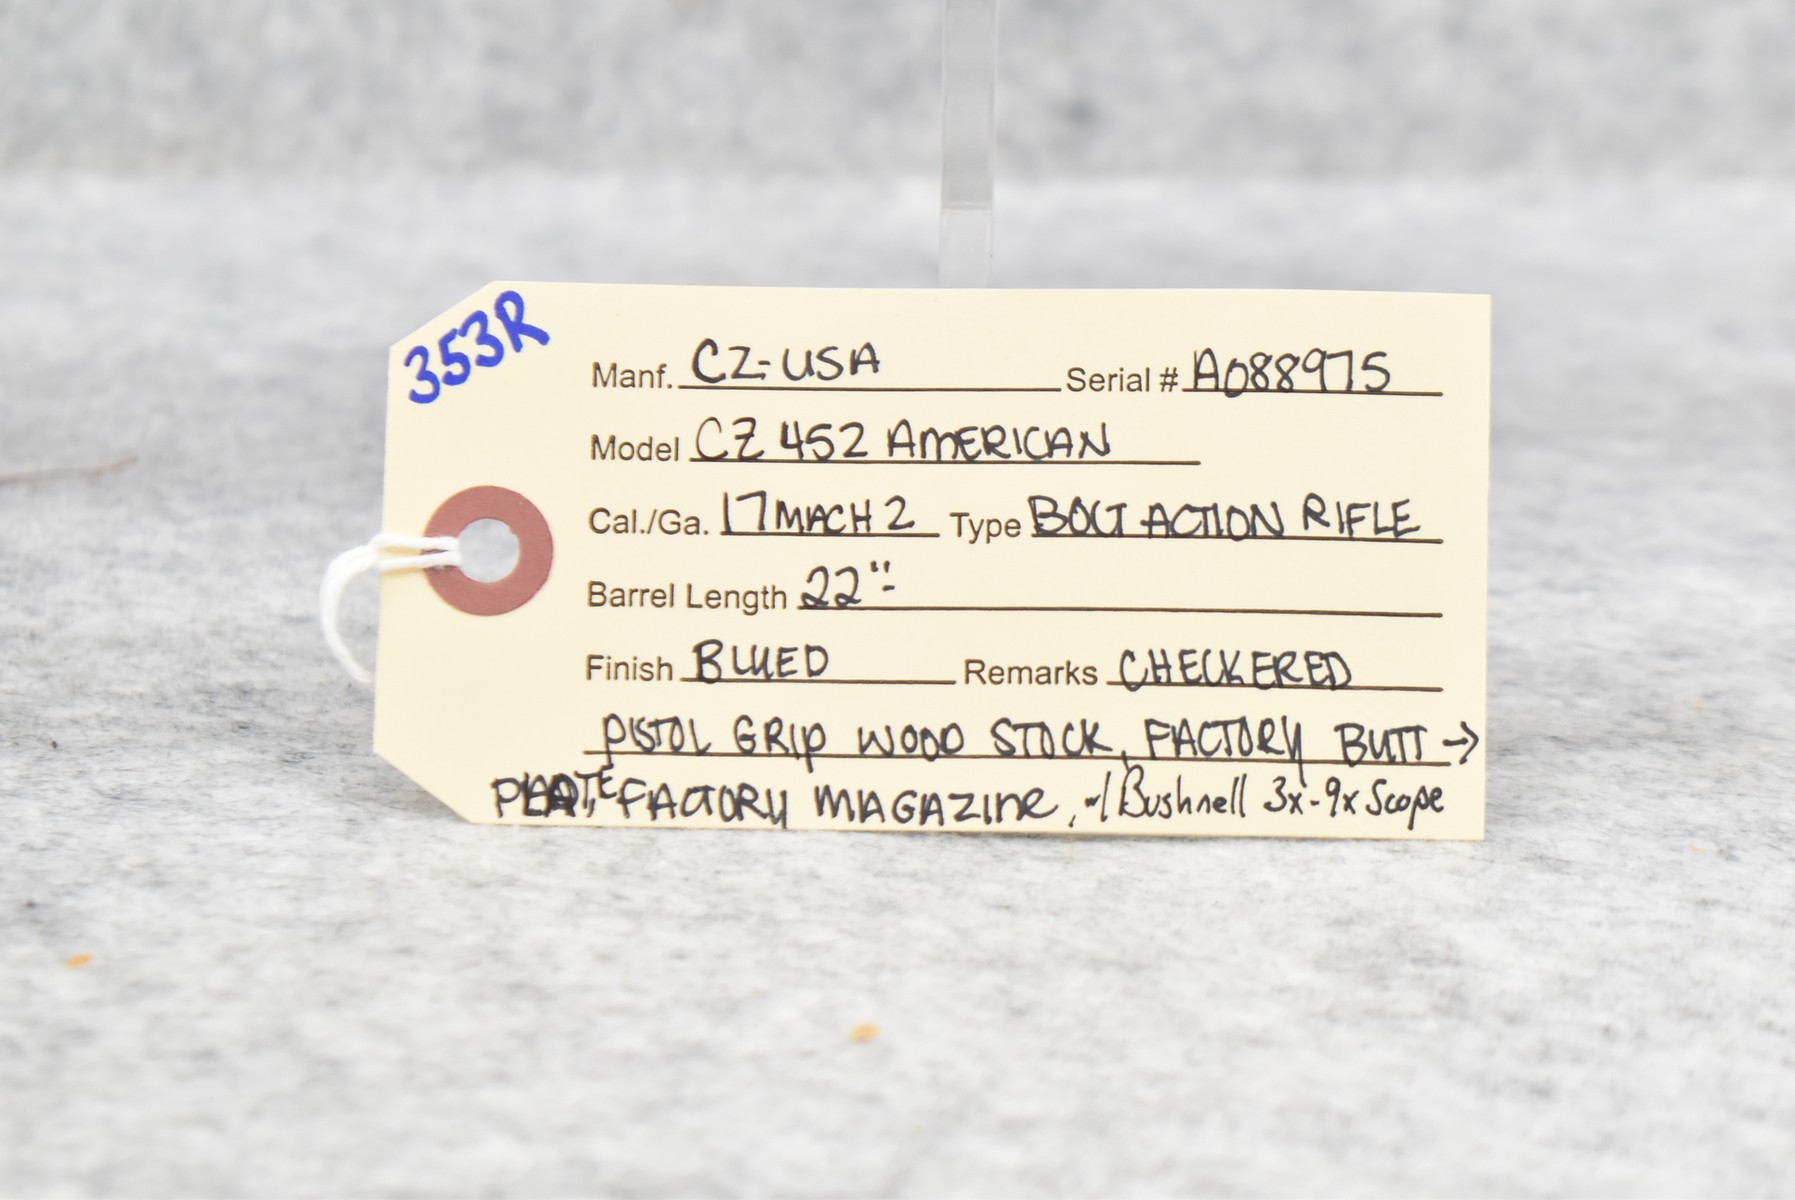 353R
Manf. CZ-USA Serial # A088975
Model CZ 452 AMERICAN
Cal./Ga. 17 MACH 2 Type BOLT ACTION RIFLE
Barrel Length 22"
Finish BLUED Remarks CHECKERED
PISTOL GRIP WOOD STOCK, FACTORY BUTT →
PLATE, FACTORY MAGAZINE, w/ Bushnell 3x-9x Scope